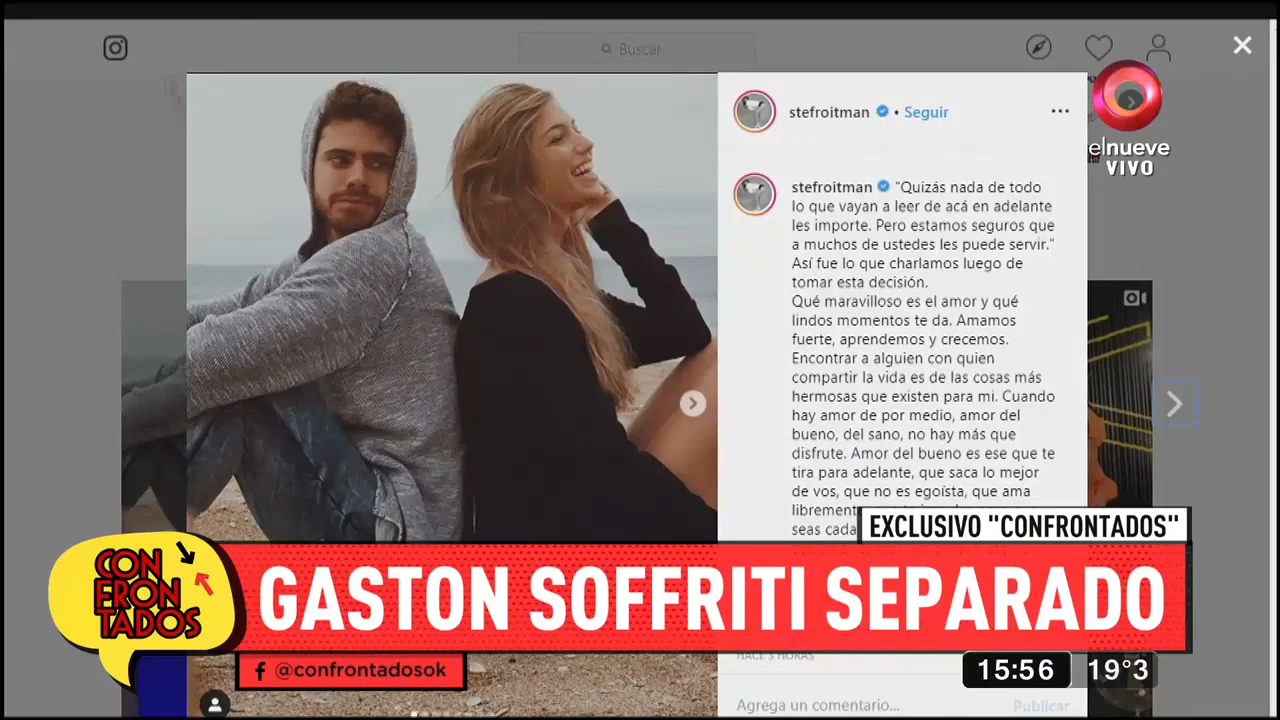 Buscar
stefroitman • Seguir
elnueve
VIVO
stefroitman "Quizás nada de todo
lo que vayan a leer de acá en adelante
les importe. Pero estamos seguros que
a muchos de ustedes les puede servir."
Así fue lo que charlamos luego de
tomar esta decisión.
Qué maravilloso es el amor y qué
lindos momentos te da. Amamos
fuerte, aprendemos y crecemos.
Encontrar a alguien con quien
compartir la vida es de las cosas más
hermosas que existen para mi. Cuando
hay amor de por medio, amor del
bueno, del sano, no hay más que
disfrute. Amor del bueno es ese que te
tira para adelante, que saca lo mejor
de vos, que no es egoísta, que ama
seas cada
EXCLUSIVO "CONFRONTADOS"
CON
FRON
TADOS
GASTON SOFFRITI SEPARADO
HACE 3 HORAS
@confrontadosok
15:56 19°3
Agrega un comentario...
Publicar